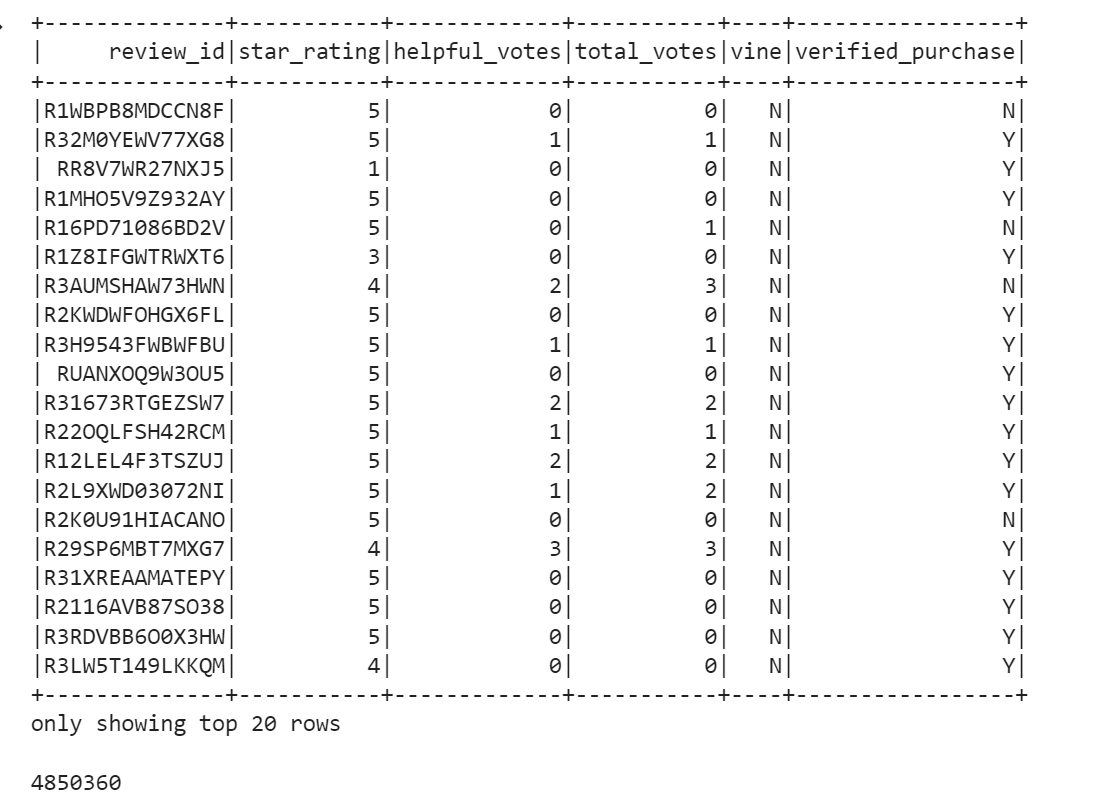 +--------------+-----------+-------------+-----------+----+-----------------+
|     review_id|star_rating|helpful_votes|total_votes|vine|verified_purchase|
+--------------+-----------+-------------+-----------+----+-----------------+
|R1WBPB8MDCCN8F|          5|            0|          0|   N|                N|
|R32M0YEWV77XG8|          5|            1|          1|   N|                Y|
| RR8V7WR27NXJ5|          1|            0|          0|   N|                Y|
|R1MHO5V9Z932AY|          5|            0|          0|   N|                Y|
|R16PD71086BD2V|          5|            0|          1|   N|                N|
|R1Z8IFGWTRWXT6|          3|            0|          0|   N|                Y|
|R3AUMSHAW73HWN|          4|            2|          3|   N|                N|
|R2KWDWFOHGX6FL|          5|            0|          0|   N|                Y|
|R3H9543FWBWFBU|          5|            1|          1|   N|                Y|
| RUANXOQ9W3OU5|          5|            0|          0|   N|                Y|
|R31673RTGEZSW7|          5|            2|          2|   N|                Y|
|R22OQLFSH42RCM|          5|            1|          1|   N|                Y|
|R12LEL4F3TSZUJ|          5|            2|          2|   N|                Y|
|R2L9XWD03072NI|          5|            1|          2|   N|                Y|
|R2K0U91HIACANO|          5|            0|          0|   N|                N|
|R29SP6MBT7MXG7|          4|            3|          3|   N|                Y|
|R31XREAAMATEPY|          5|            0|          0|   N|                Y|
|R2116AVB87SO38|          5|            0|          0|   N|                Y|
|R3RDVBB6O0X3HW|          5|            0|          0|   N|                Y|
|R3LW5T149LKKQM|          4|            0|          0|   N|                Y|
+--------------+-----------+-------------+-----------+----+-----------------+
only showing top 20 rows
4850360